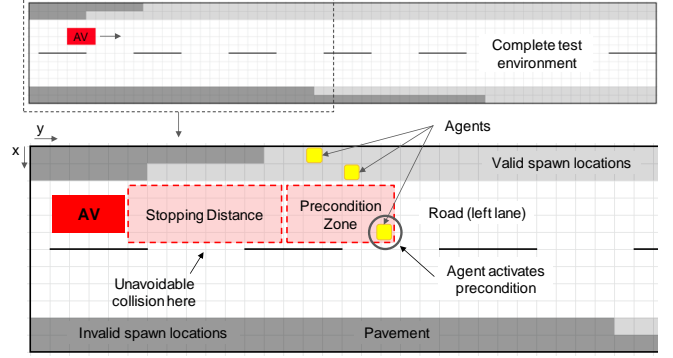 AV
Complete test
environment
y
x
Agents
Valid spawn locations
AV
Stopping Distance
Precondition
Zone
Road (left lane)
Unavoidable
collision here
Agent activates
precondition
Invalid spawn locations
Pavement